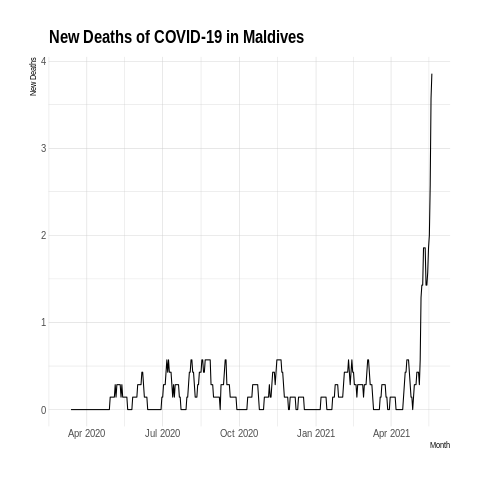 New Deaths of COVID-19 in Maldives
New Deaths
4
3
2
1
0
Apr 2020 Jul 2020 Oct 2020 Jan 2021 Apr 2021
Month